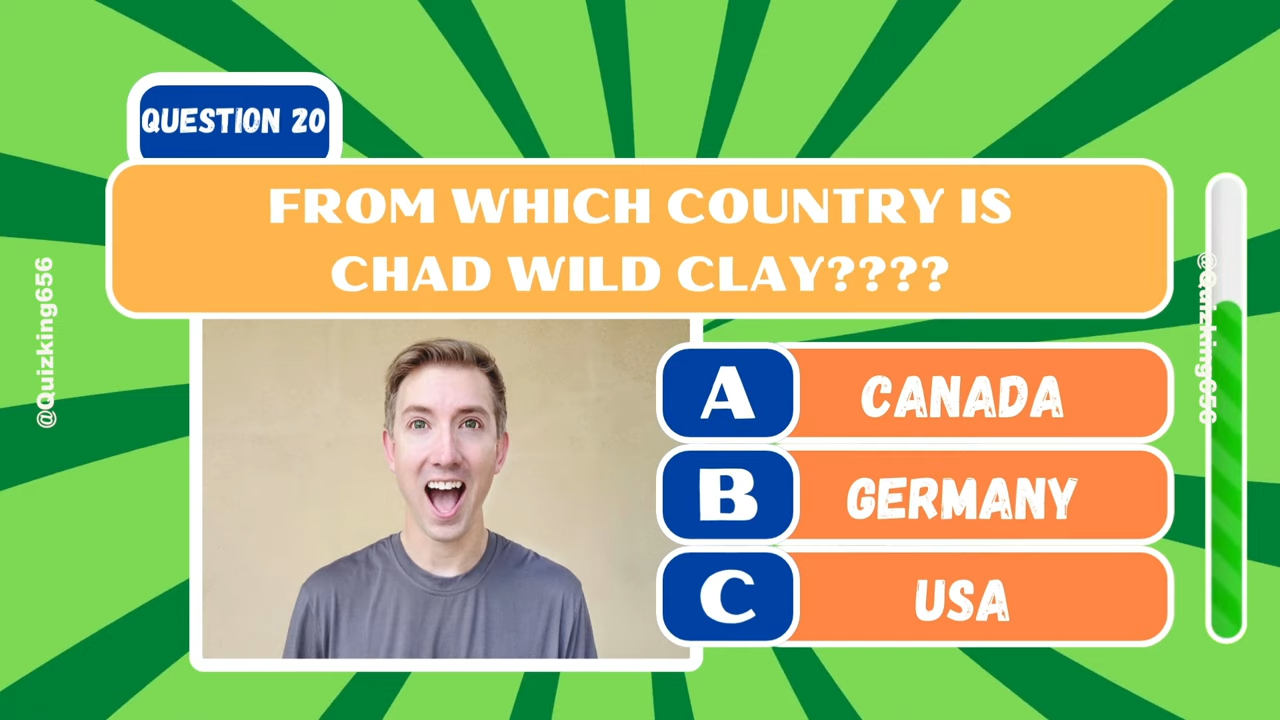 QUESTION 20
FROM WHICH COUNTRY IS
CHAD WILD CLAY????
@Quizking656
@Quizking656
A CANADA
B GERMANY
C USA